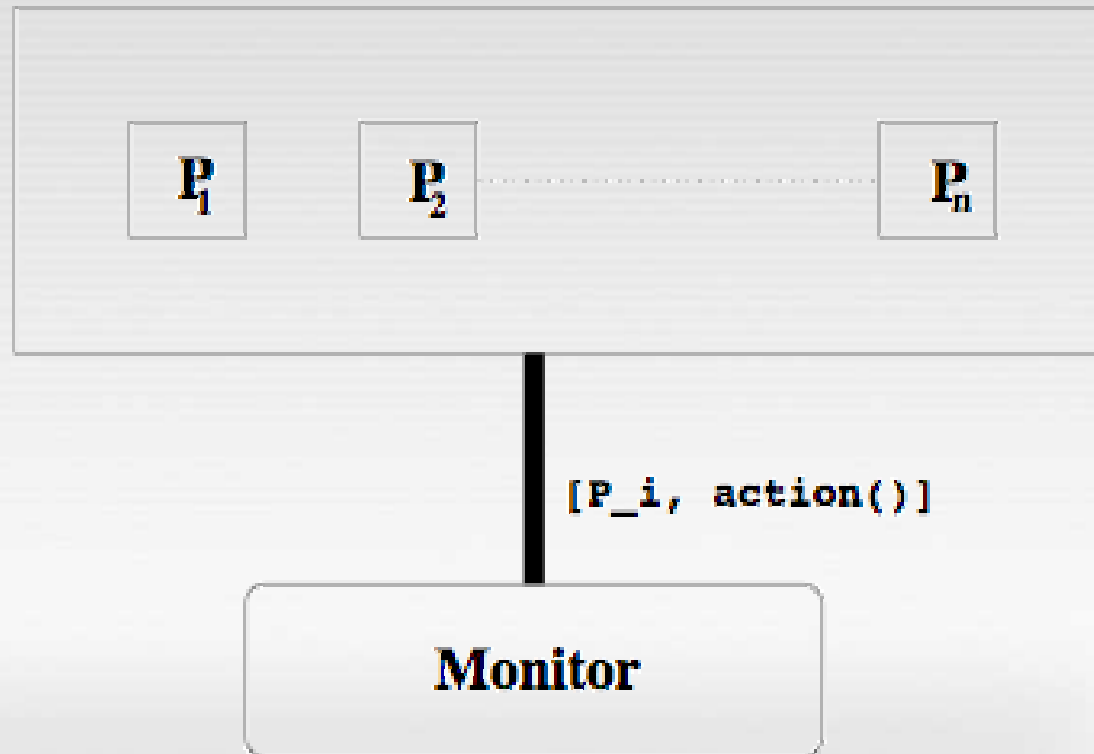 P1 P2 Pn
[P_i, action()]
Monitor